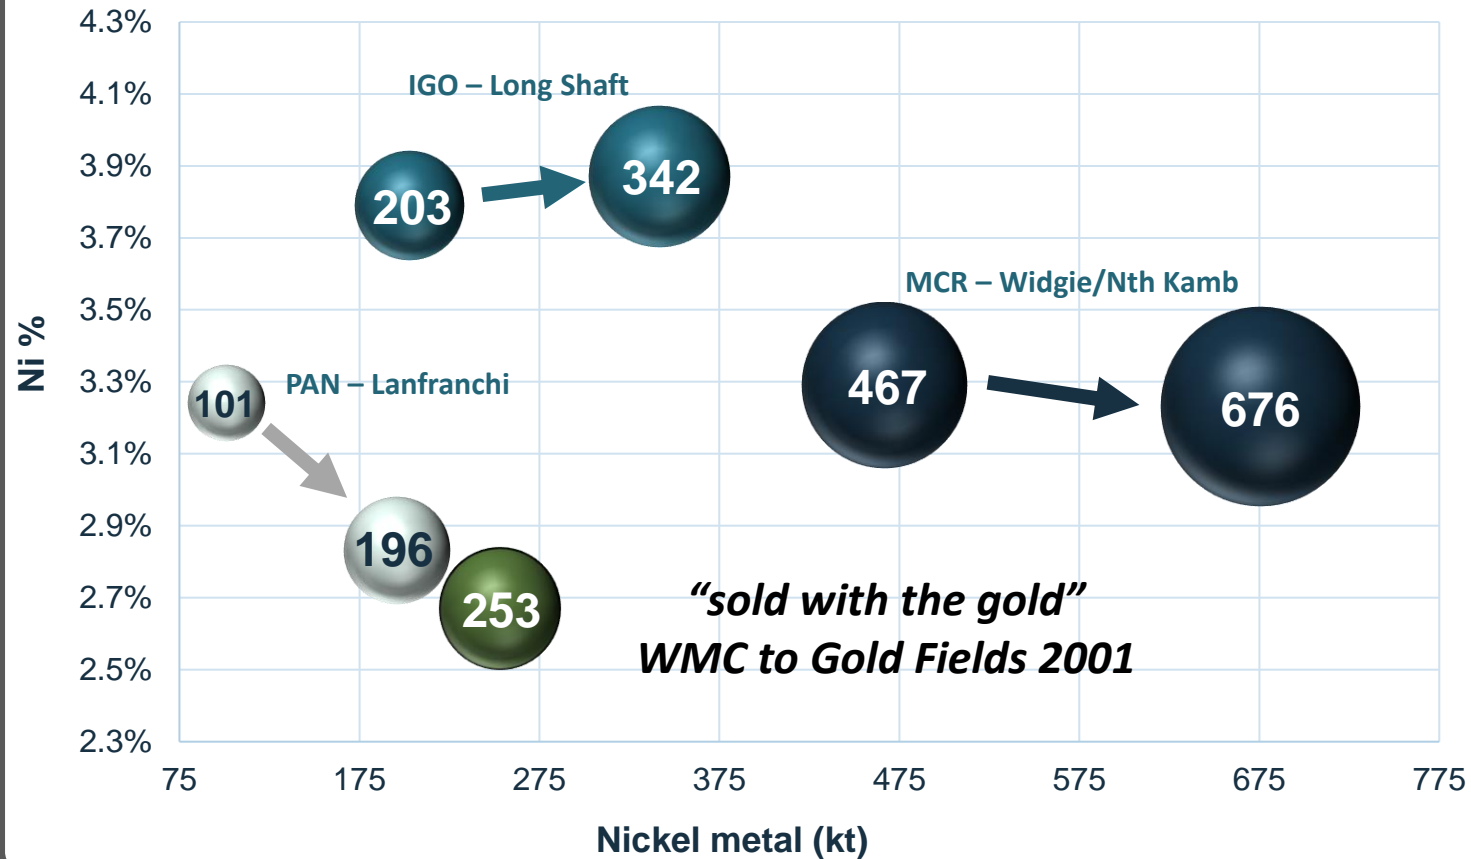 4.3%
4.1%
3.9%
3.7%
3.5%
3.3%
3.1%
2.9%
2.7%
2.5%
2.3%
Ni %
IGO – Long Shaft
203
342
MCR – Widgie/Nth Kamb
467
676
PAN – Lanfranchi
101
196
253
“sold with the gold”
WMC to Gold Fields 2001
75 175 275 375 475 575 675 775
Nickel metal (kt)